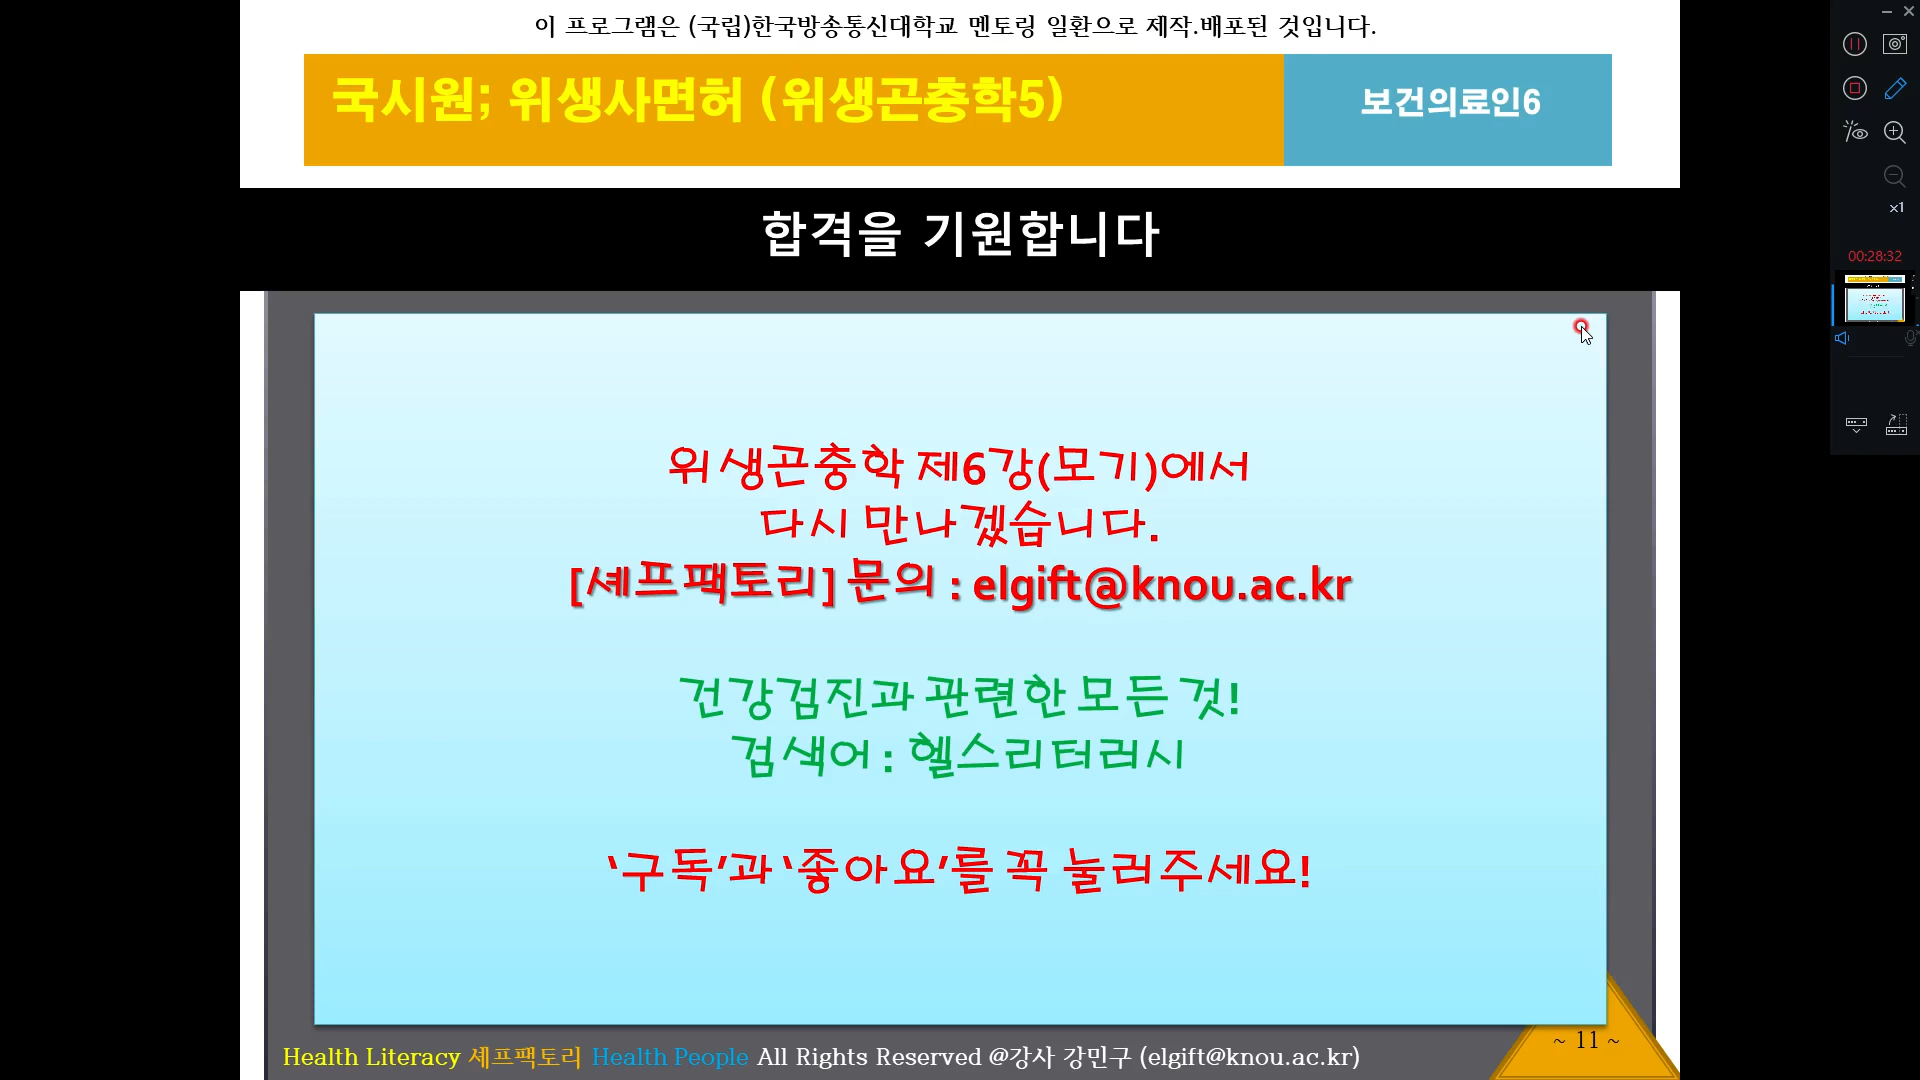 이 프로그램은 (국립)한국방송통신대학교 멘토링 일환으로 제작.배포된 것입니다.
국시원; 위생사면허 (위생곤충학5)
보건의료인6
합격을 기원합니다
x1
00:28:32
위생곤충학 제6강(모기)에서
다시 만나겠습니다.
[셰프팩토리] 문의 : elgift@knou.ac.kr
건강검진과 관련한 모든 것!
검색어 : 헬스리터러시
‘구독’과 ‘좋아요’를 꼭 눌러주세요!
~ 11 ~
Health Literacy 셰프팩토리 Health People All Rights Reserved @강사 강민구 (elgift@knou.ac.kr)